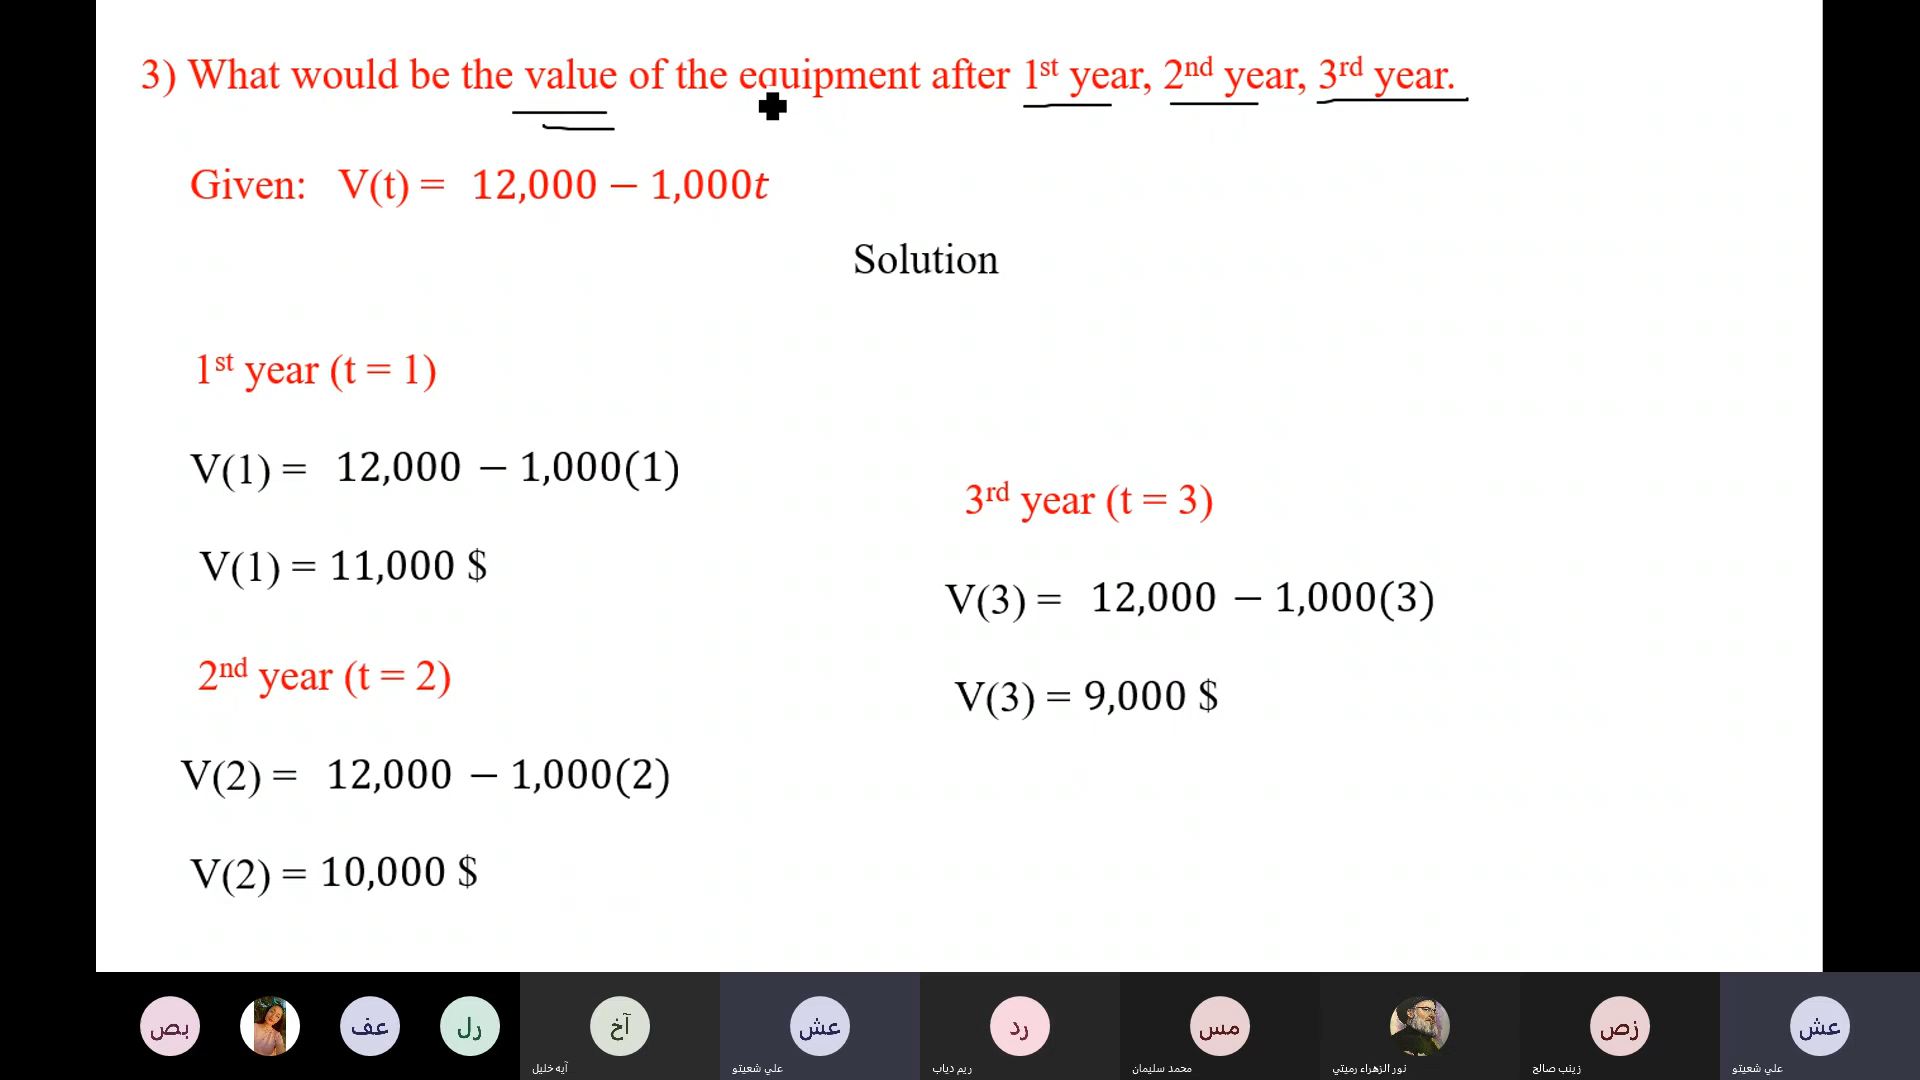 3) What would be the value of the equipment after 1st year, 2nd year, 3rd year.
Given: V(t) = 12,000 − 1,000t
Solution
1st year (t = 1)
V(1) = 12,000 − 1,000(1)
V(1) = 11,000 $
2nd year (t = 2)
V(2) = 12,000 − 1,000(2)
V(2) = 10,000 $
3rd year (t = 3)
V(3) = 12,000 − 1,000(3)
V(3) = 9,000 $
بص
عف
رل
آخ
آيه خليل
عش
علي شعيتو
رد
ريم دياب
مس
محمد سليمان
نور الزهراء رميتي
زص
زينب صالح
عش
علي شعيتو